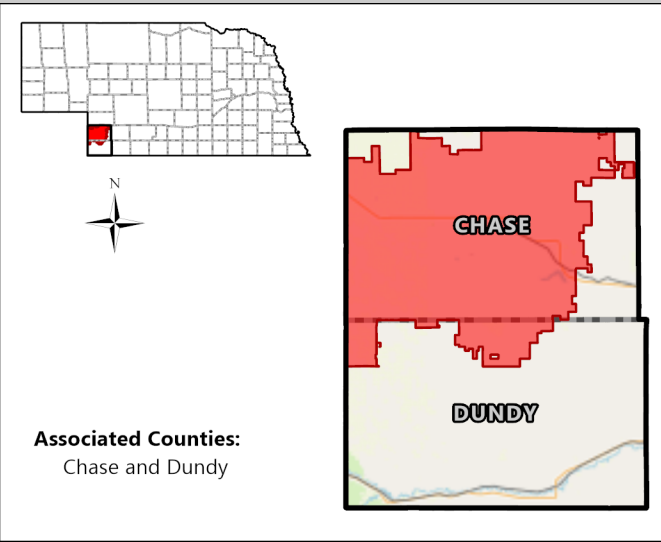 N
CHASE
DUNDY
Associated Counties:
Chase and Dundy